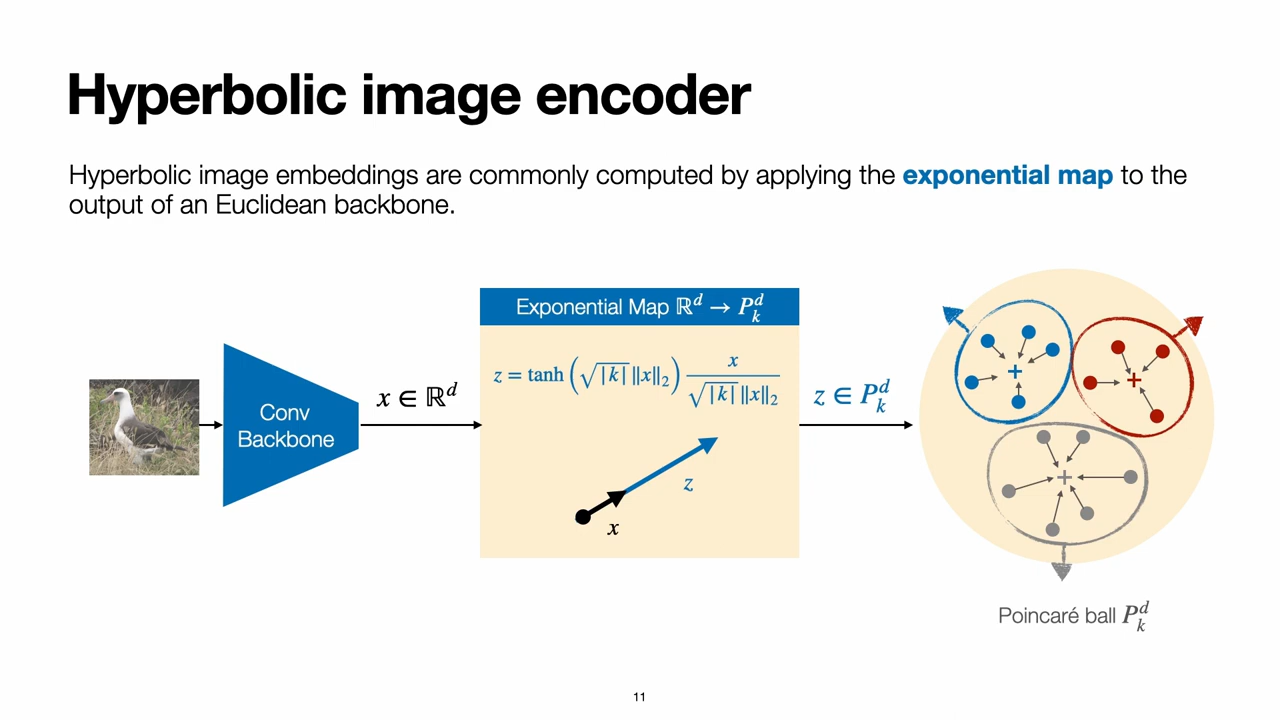 Hyperbolic image encoder
Hyperbolic image embeddings are commonly computed by applying the exponential map to the
output of an Euclidean backbone.
Conv
Backbone
x ∈ ℝ^d
Exponential Map ℝ^d → P_k^d
z = tanh (√|k| ‖x‖₂) x / (√|k| ‖x‖₂)
x
z
z ∈ P_k^d
Poincaré ball P_k^d
11